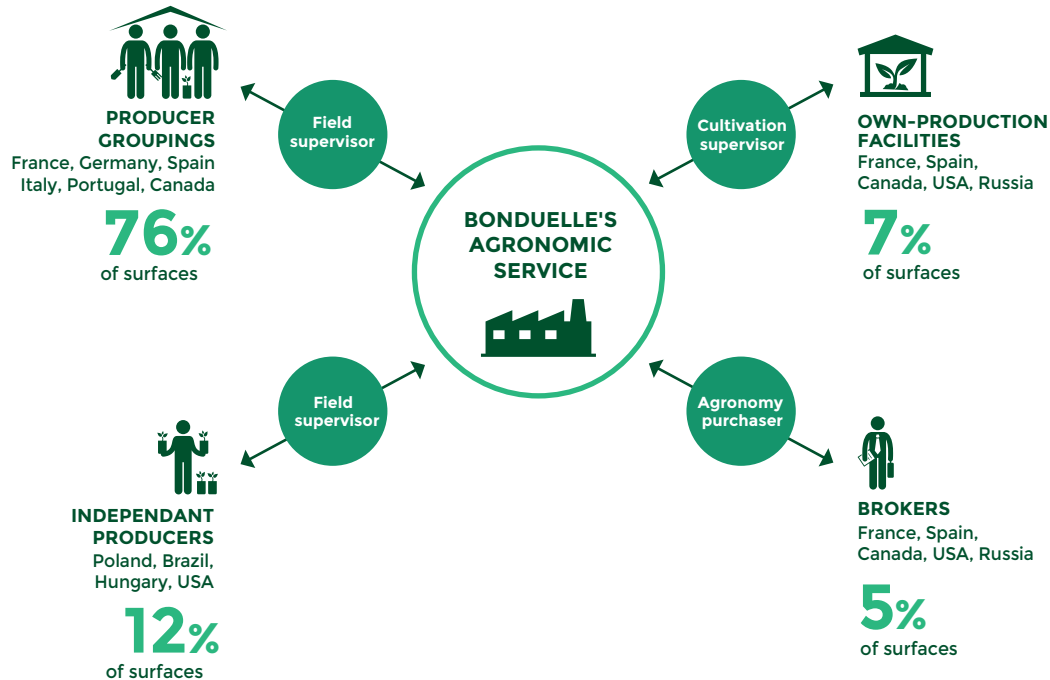 PRODUCER
GROUPINGS
France, Germany, Spain
Italy, Portugal, Canada
76%
of surfaces
Field
supervisor
BONDUELLE'S
AGRONOMIC
SERVICE
Cultivation
supervisor
OWN-PRODUCTION
FACILITIES
France, Spain,
Canada, USA, Russia
7%
of surfaces
INDEPENDANT
PRODUCERS
Poland, Brazil,
Hungary, USA
12%
of surfaces
Field
supervisor
Agronomy
purchaser
BROKERS
France, Spain,
Canada, USA, Russia
5%
of surfaces